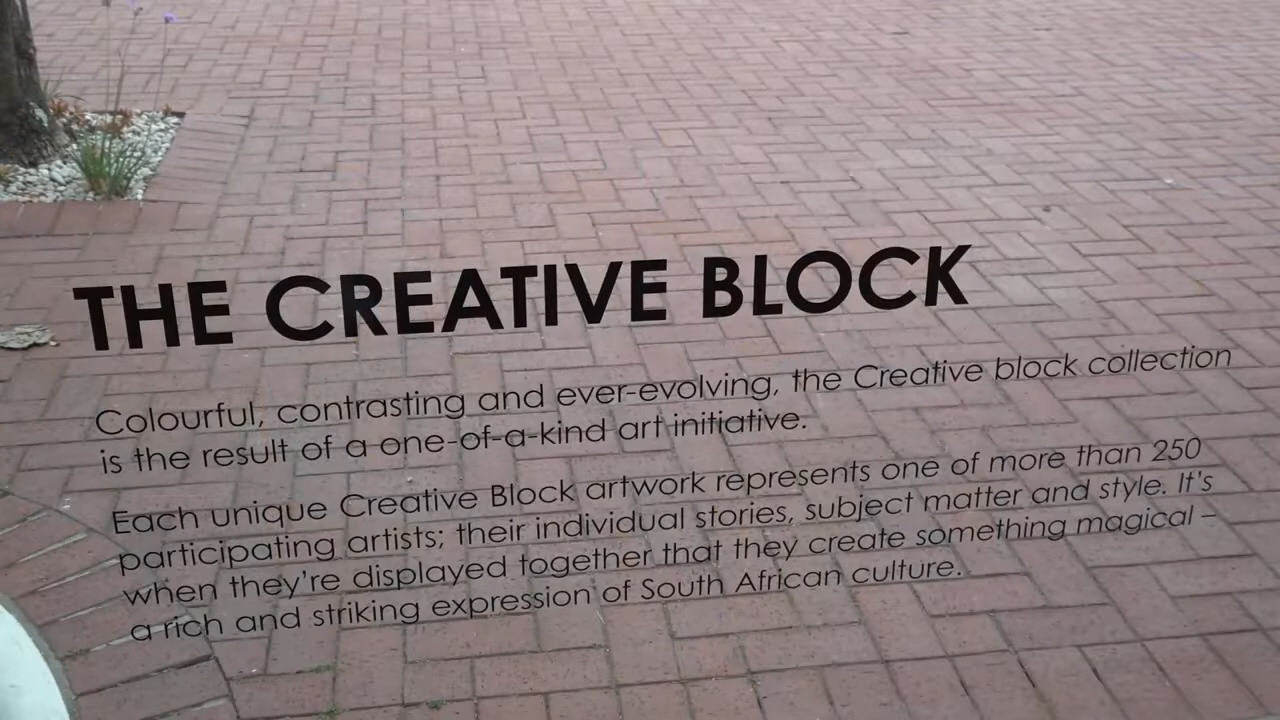 THE CREATIVE BLOCK
Colourful, contrasting and ever-evolving, the Creative block collection
is the result of a one-of-a-kind art initiative.
Each unique Creative Block artwork represents one of more than 250
participating artists; their individual stories, subject matter and style. It's
when they're displayed together that they create something magical –
a rich and striking expression of South African culture.